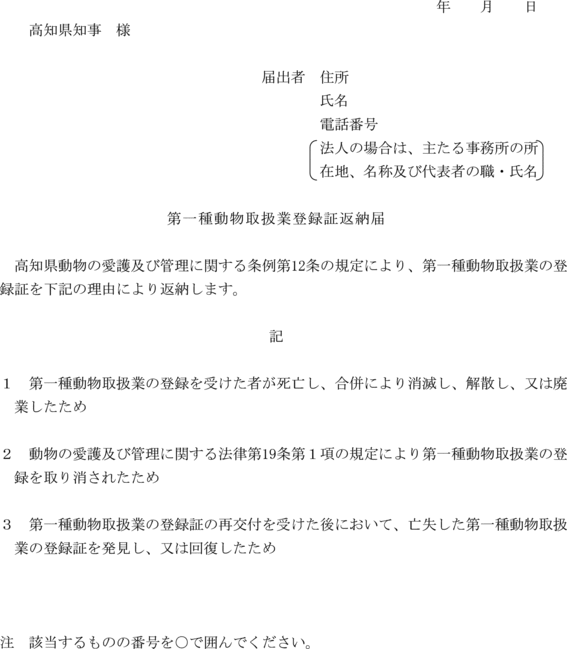 年　　月　　日
高知県知事　様
届出者　住所
氏名
電話番号
法人の場合は、主たる事務所の所
在地、名称及び代表者の職・氏名
第一種動物取扱業登録証返納届
高知県動物の愛護及び管理に関する条例第12条の規定により、第一種動物取扱業の登
録証を下記の理由により返納します。
記
１　第一種動物取扱業の登録を受けた者が死亡し、合併により消滅し、解散し、又は廃
業したため
２　動物の愛護及び管理に関する法律第19条第１項の規定により第一種動物取扱業の登
録を取り消されたため
３　第一種動物取扱業の登録証の再交付を受けた後において、亡失した第一種動物取扱
業の登録証を発見し、又は回復したため
注　該当するものの番号を○で囲んでください。